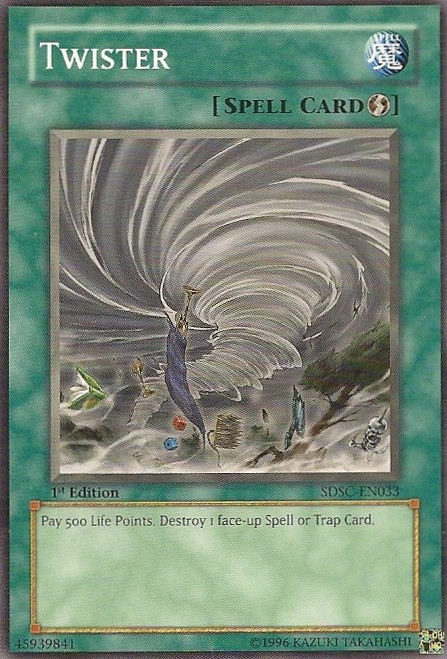 TWISTER
SPELL
魔
[SPELL CARD]
1st Edition
SDSC-EN033
Pay 500 Life Points. Destroy 1 face-up Spell or Trap Card.
45939841
©1996 KAZUKI TAKAHASHI